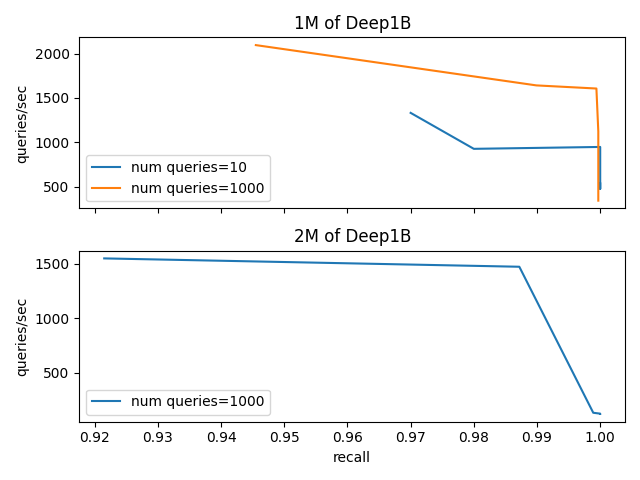 1M of Deep1B
queries/sec
2000
1500
1000
500
num queries=10
num queries=1000
2M of Deep1B
queries/sec
1500
1000
500
num queries=1000
0.92 0.93 0.94 0.95 0.96 0.97 0.98 0.99 1.00
recall